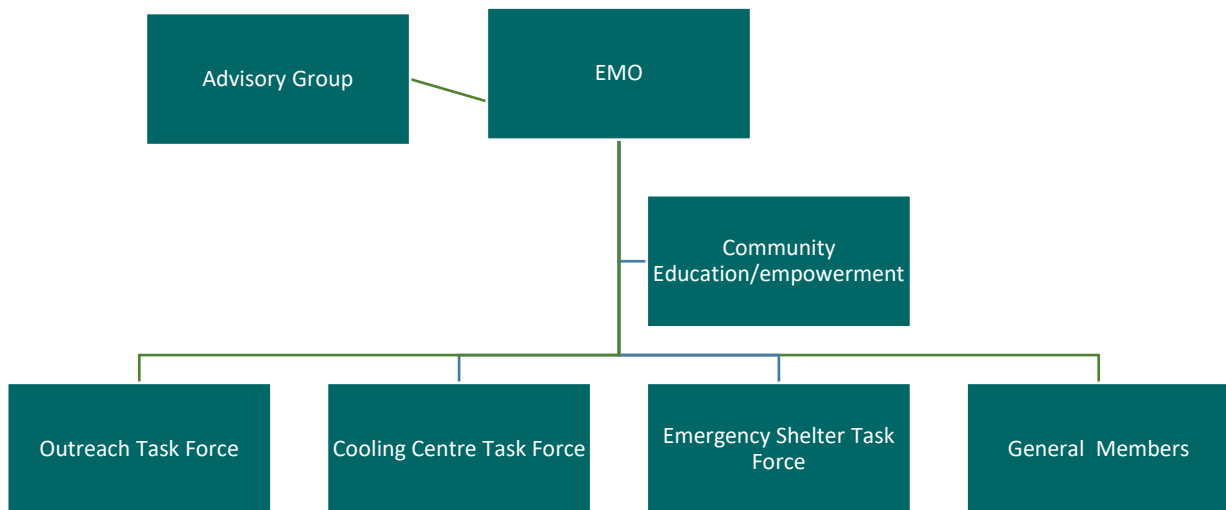 Advisory Group
EMO
Community
Education/empowerment
Outreach Task Force
Cooling Centre Task Force
Emergency Shelter Task
Force
General  Members